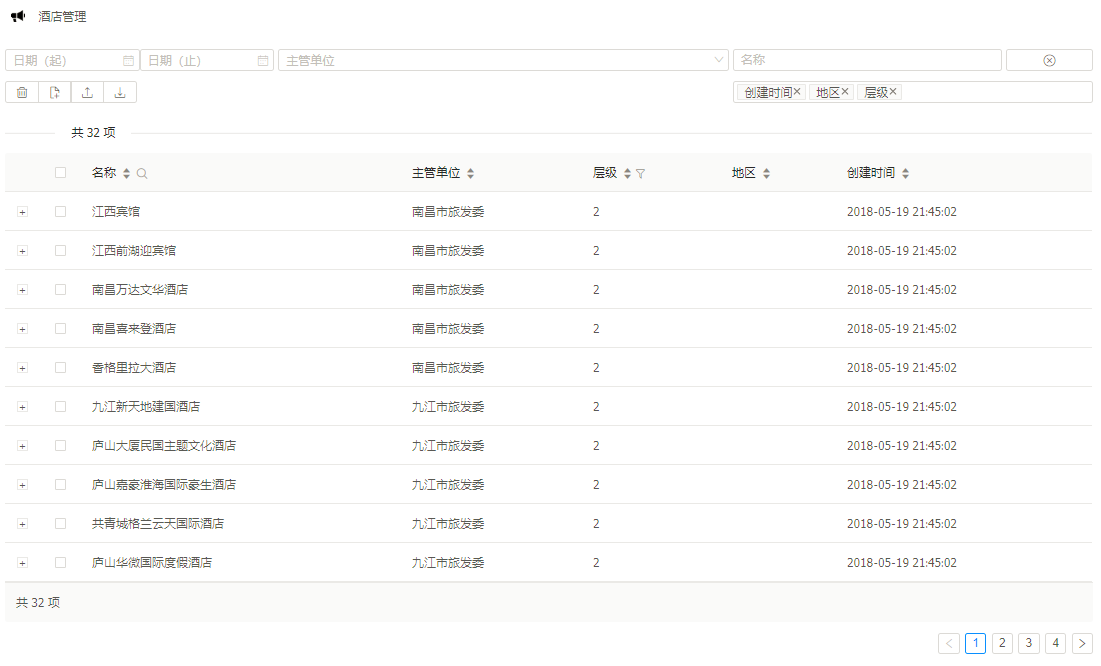 酒店管理
日期（起） 日期（止） 主管单位 名称
创建时间× 地区× 层级×
共 32 项
名称 主管单位 层级 地区 创建时间
+ 江西宾馆 南昌市旅发委 2 2018-05-19 21:45:02
+ 江西前湖迎宾馆 南昌市旅发委 2 2018-05-19 21:45:02
+ 南昌万达文华酒店 南昌市旅发委 2 2018-05-19 21:45:02
+ 南昌喜来登酒店 南昌市旅发委 2 2018-05-19 21:45:02
+ 香格里拉大酒店 南昌市旅发委 2 2018-05-19 21:45:02
+ 九江新天地建国酒店 九江市旅发委 2 2018-05-19 21:45:02
+ 庐山大厦民国主题文化酒店 九江市旅发委 2 2018-05-19 21:45:02
+ 庐山嘉豪淮海国际豪生酒店 九江市旅发委 2 2018-05-19 21:45:02
+ 共青城格兰云天国际酒店 九江市旅发委 2 2018-05-19 21:45:02
+ 庐山华微国际度假酒店 九江市旅发委 2 2018-05-19 21:45:02
共 32 项
< 1 2 3 4 >